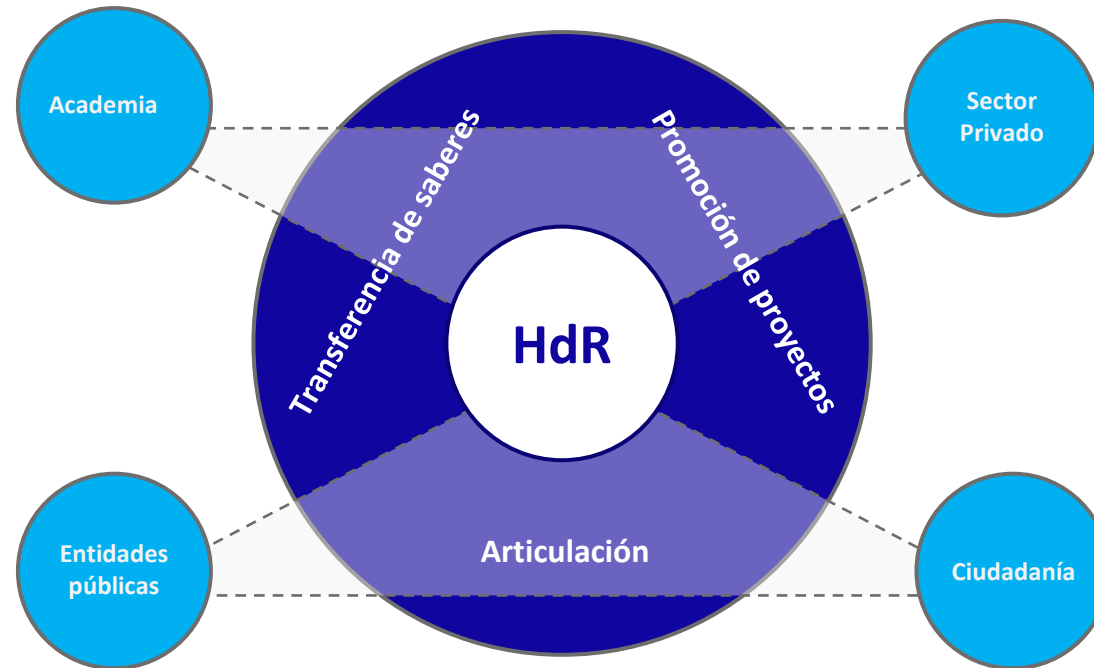 Academia
Sector
Privado
Transferencia de saberes
Promoción de proyectos
HdR
Entidades
públicas
Articulación
Ciudadanía